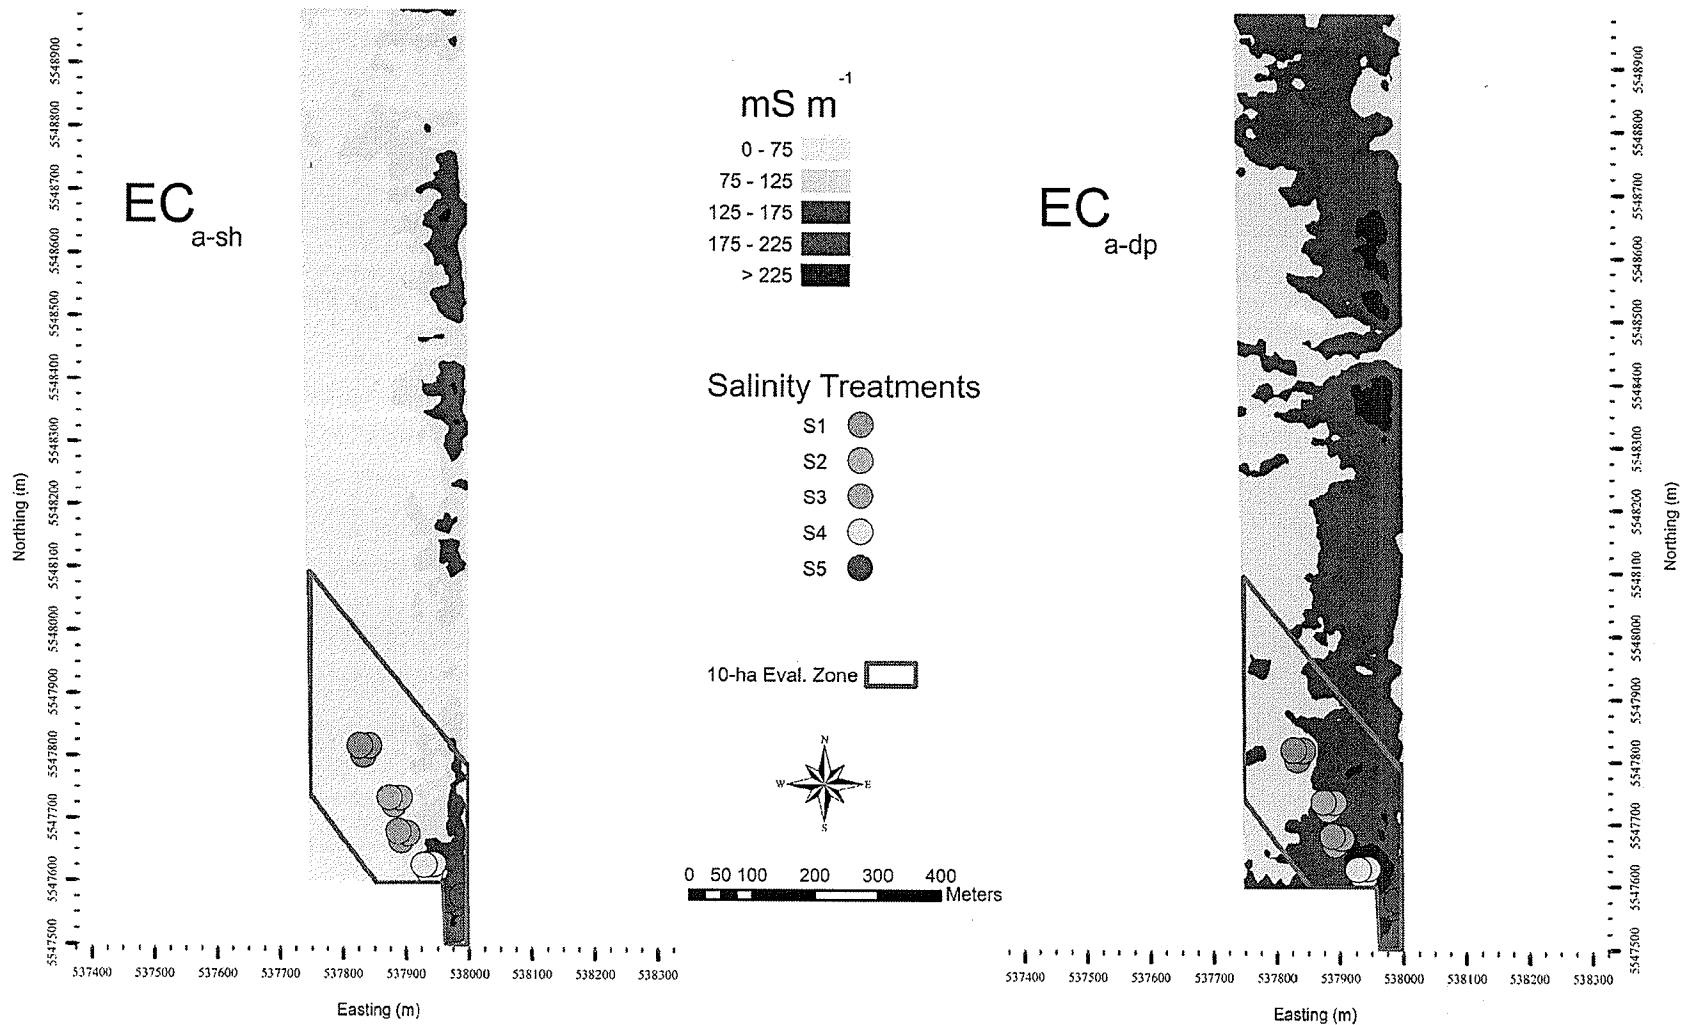 EC a-sh
Northing (m)
5548900
5548800
5548700
5548600
5548500
5548400
5548300
5548200
5548100
5548000
5547900
5547800
5547700
5547600
5547500
537400 537500 537600 537700 537800 537900 538000 538100 538200 538300
Easting (m)
mS m -1
0 - 75
75 - 125
125 - 175
175 - 225
> 225
Salinity Treatments
S1
S2
S3
S4
S5
10-ha Eval. Zone
N
W E
S
0 50 100 200 300 400
Meters
EC a-dp
5548900
5548800
5548700
5548600
5548500
5548400
5548300
5548200
5548100
5548000
5547900
5547800
5547700
5547600
5547500
Northing (m)
537400 537500 537600 537700 537800 537900 538000 538100 538200 538300
Easting (m)